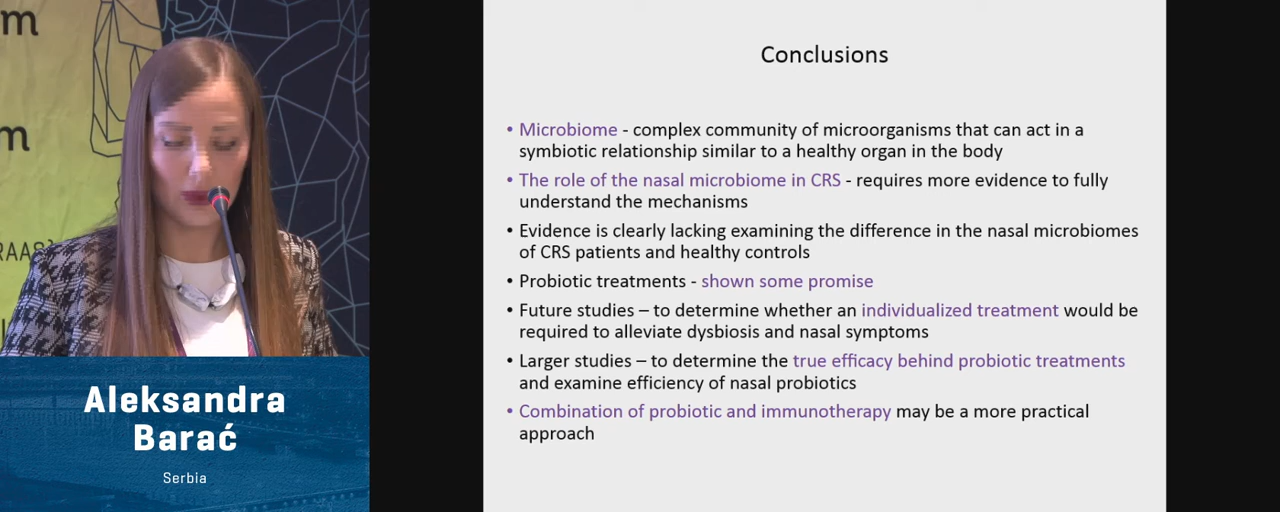 m
m
RAAS
Aleksandra
Barać
Serbia
Conclusions
• Microbiome - complex community of microorganisms that can act in a
symbiotic relationship similar to a healthy organ in the body
• The role of the nasal microbiome in CRS - requires more evidence to fully
understand the mechanisms
• Evidence is clearly lacking examining the difference in the nasal microbiomes
of CRS patients and healthy controls
• Probiotic treatments - shown some promise
• Future studies – to determine whether an individualized treatment would be
required to alleviate dysbiosis and nasal symptoms
• Larger studies – to determine the true efficacy behind probiotic treatments
and examine efficiency of nasal probiotics
• Combination of probiotic and immunotherapy may be a more practical
approach